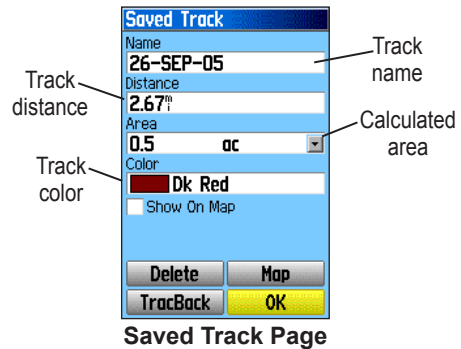 Saved Track
Name
26-SEP-05
Track name
Distance
2.67 mi
Track distance
Area
0.5 ac
Calculated area
Color
Dk Red
Track color
Show On Map
Delete Map
TracBack OK
Saved Track Page